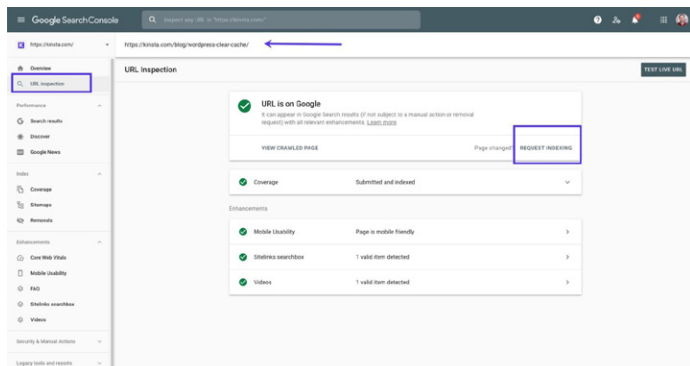 Google Search Console
Inspect any URL in "https://kinsta.com/"
https://kinsta.com/
https://kinsta.com/blog/wordpress-clear-cache/
Overview
URL inspection
URL Inspection
TEST LIVE URL
Performance
Search results
Discover
Google News
URL is on Google
It can appear in Google Search results (if not subject to a manual action or removal
request) with all relevant enhancements. Learn more
VIEW CRAWLED PAGE
Page changed?
REQUEST INDEXING
Index
Coverage
Sitemaps
Removals
Coverage
Submitted and indexed
Enhancements
Mobile Usability
Page is mobile friendly
Sitelinks searchbox
1 valid item detected
Videos
1 valid item detected
Enhancements
Core Web Vitals
Mobile Usability
FAQ
Sitelinks searchbox
Videos
Security & Manual Actions
Legacy tools and reports